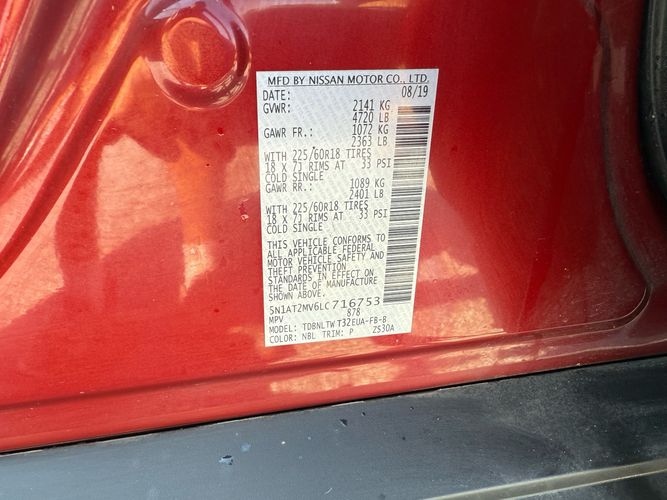 MFD BY NISSAN MOTOR CO., LTD.
DATE: 08/19
GVWR: 2141 KG
4720 LB
GAWR FR.: 1072 KG
2363 LB
WITH 225/60R18 TIRES
18 X 7J RIMS AT 33 PSI
COLD SINGLE
GAWR RR.: 1089 KG
2401 LB
WITH 225/60R18 TIRES
18 X 7J RIMS AT 33 PSI
COLD SINGLE
THIS VEHICLE CONFORMS TO
ALL APPLICABLE FEDERAL
MOTOR VEHICLE SAFETY AND
THEFT PREVENTION
STANDARDS IN EFFECT ON
THE DATE OF MANUFACTURE
SHOWN ABOVE.
5N1AT2MV6LC716753
MPV 878
MODEL: TDBNLTW T32EUA-FB-B
COLOR: NBL TRIM: P ZS30A